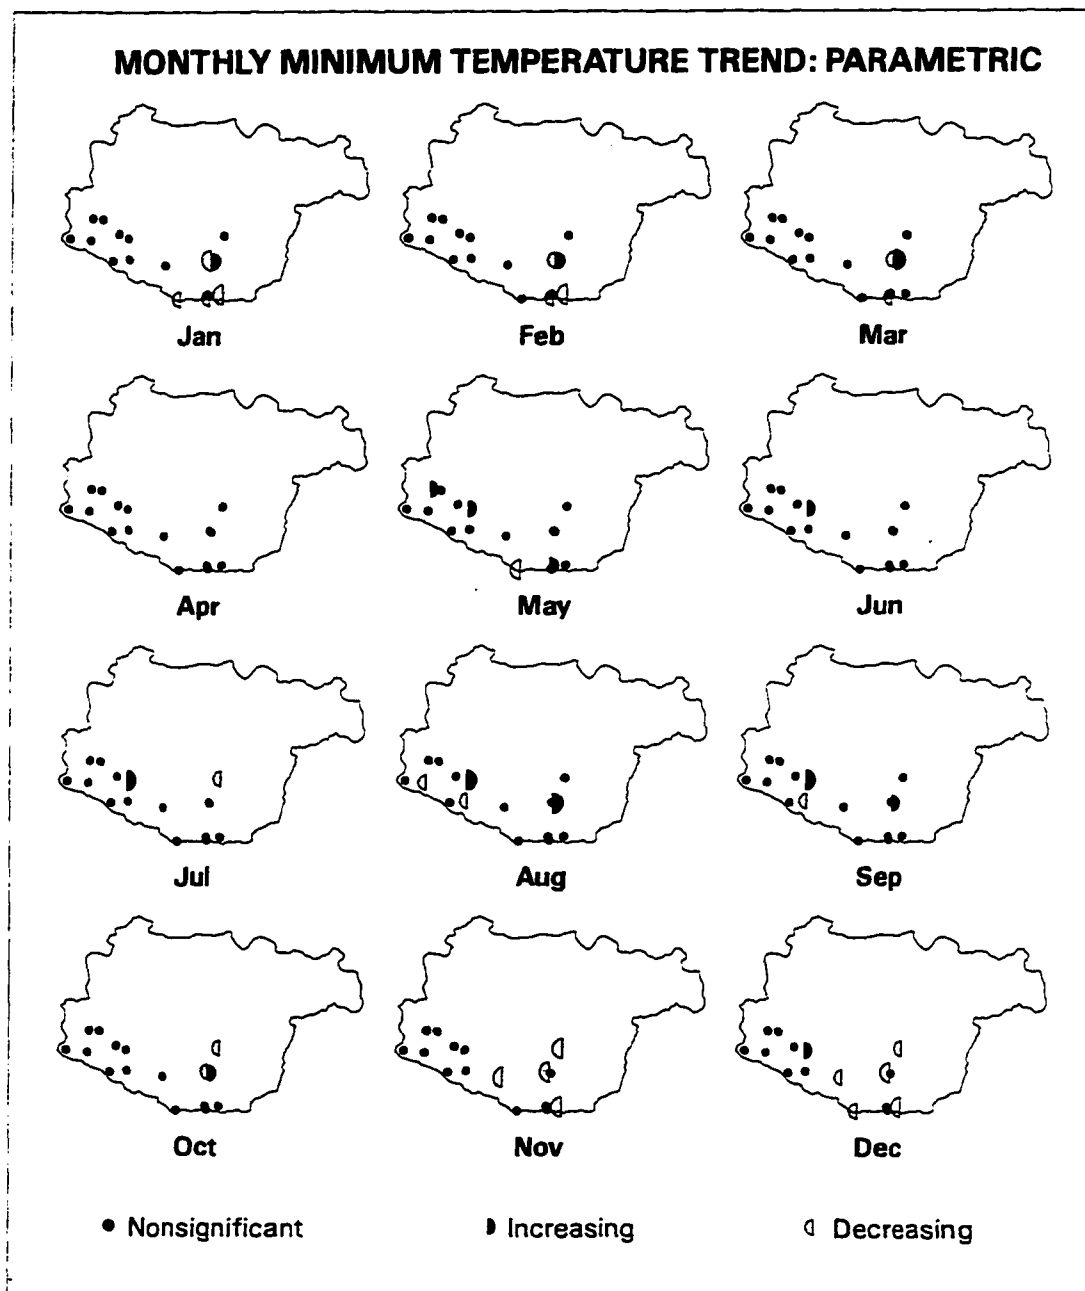 MONTHLY MINIMUM TEMPERATURE TREND: PARAMETRIC
Jan Feb Mar
Apr May Jun
Jul Aug Sep
Oct Nov Dec
Nonsignificant Increasing Decreasing